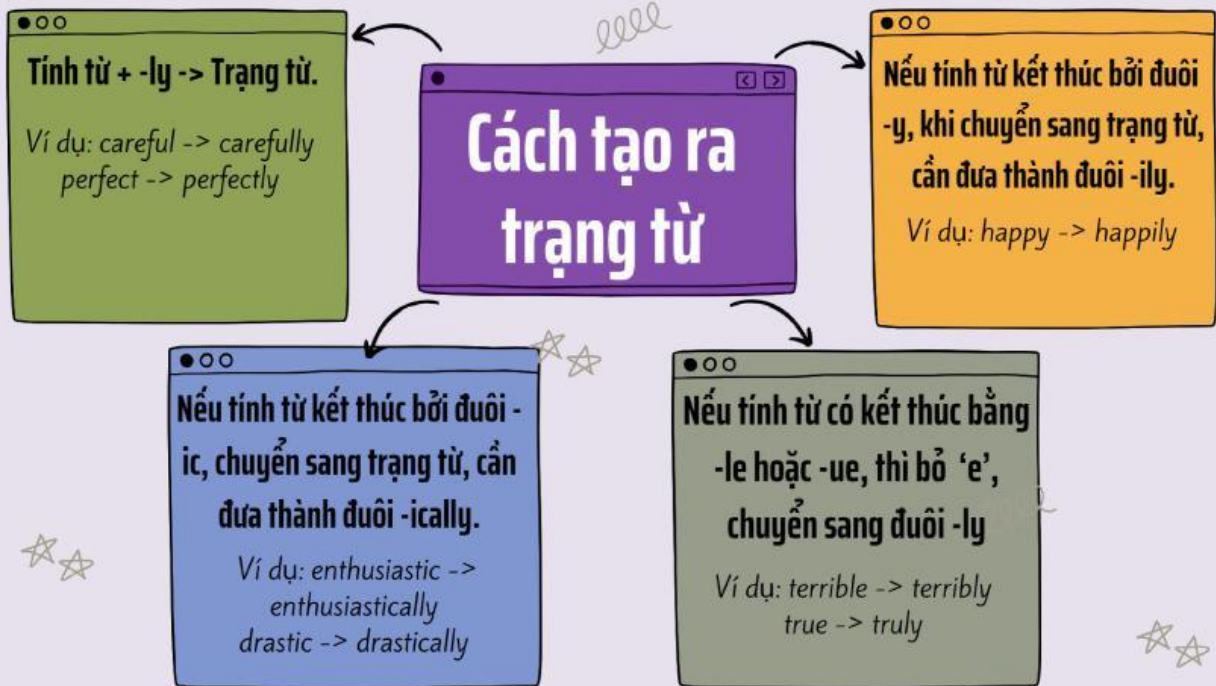 Cách tạo ra
trạng từ
Tính từ + -ly -> Trạng từ.
Ví dụ: careful -> carefully
perfect -> perfectly
Nếu tính từ kết thúc bởi đuôi
-y, khi chuyển sang trạng từ,
cần đưa thành đuôi -ily.
Ví dụ: happy -> happily
Nếu tính từ kết thúc bởi đuôi -
ic, chuyển sang trạng từ, cần
đưa thành đuôi -ically.
Ví dụ: enthusiastic ->
enthusiastically
drastic -> drastically
Nếu tính từ có kết thúc bằng
-le hoặc -ue, thì bỏ ‘e’,
chuyển sang đuôi -ly
Ví dụ: terrible -> terribly
true -> truly